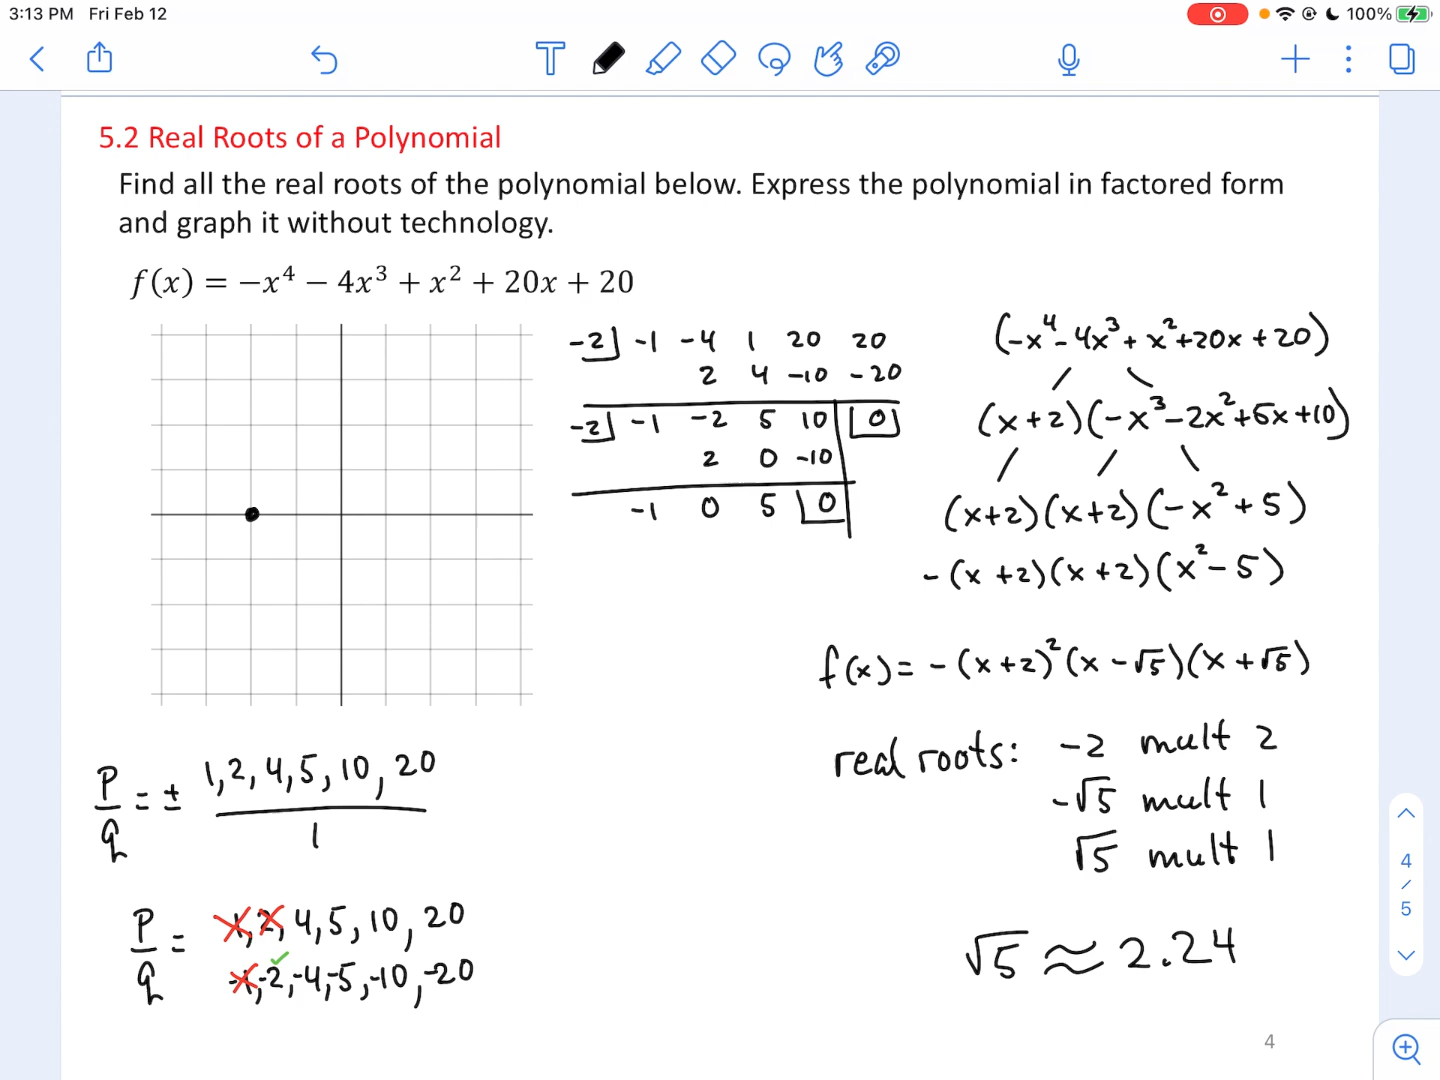 3:13 PM Fri Feb 12
100%
T
5.2 Real Roots of a Polynomial
Find all the real roots of the polynomial below. Express the polynomial in factored form
and graph it without technology.
f(x) = −x⁴ − 4x³ + x² + 20x + 20
-2] -1 -4 1 20 20
2 4 -10 -20
-2] -1 -2 5 10 0
2 0 -10
-1 0 5 0
(-x⁴-4x³+x²+20x+20)
(x+2)(-x³-2x²+5x+10)
(x+2)(x+2)(-x²+5)
-(x+2)(x+2)(x²-5)
f(x)= -(x+2)²(x-√5)(x+√5)
real roots: -2 mult 2
-√5 mult 1
√5 mult 1
√5 ≈ 2.24
P/q = ± 1,2,4,5,10,20 / 1
P/q = 1,2,4,5,10,20
-1,-2,-4,-5,-10,-20
4
/
5
4